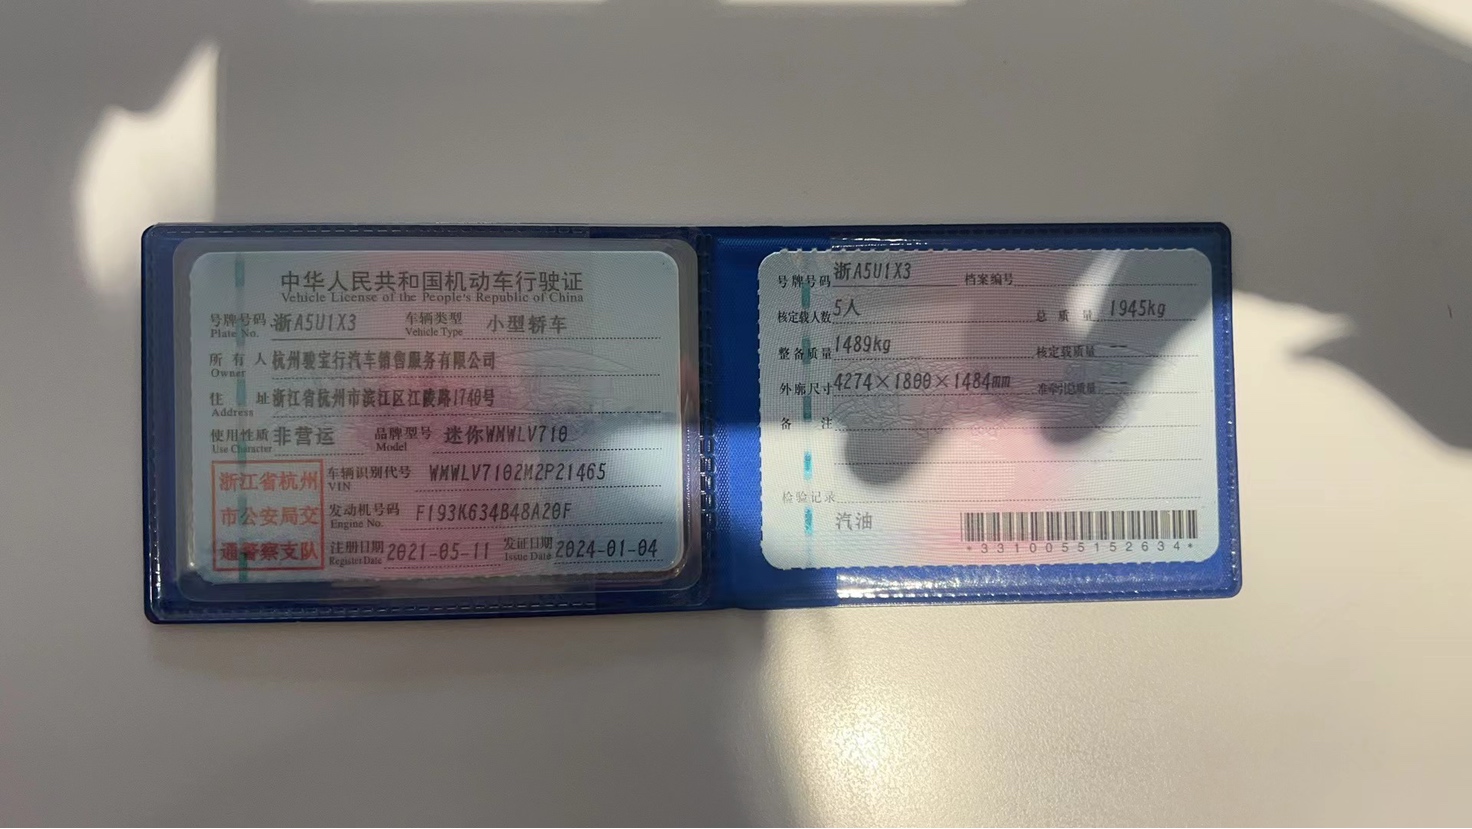 中华人民共和国机动车行驶证
Vehicle License of the People's Republic of China
号牌号码 浙A5U1X3 车辆类型 小型轿车
Plate No. Vehicle Type
所有人 杭州骏宝行汽车销售服务有限公司
Owner
住址 浙江省杭州市滨江区江陵路1740号
Address
使用性质 非营运 品牌型号 迷你WMWLV710
Use Character Model
浙江省杭州
市公安局交
通警察支队
车辆识别代号 WMWLV7102M2P21465
VIN
发动机号码 F193K634B48A20F
Engine No.
注册日期 2021-05-11 发证日期 2024-01-04
Register Date Issue Date
号牌号码 浙A5U1X3 档案编号
核定载人数 5人 总质量 1945kg
整备质量 1489kg 核定载质量 --
外廓尺寸 4274×1800×1484mm 准牵引总质量 --
备注
检验记录
汽油
*3310055152634*